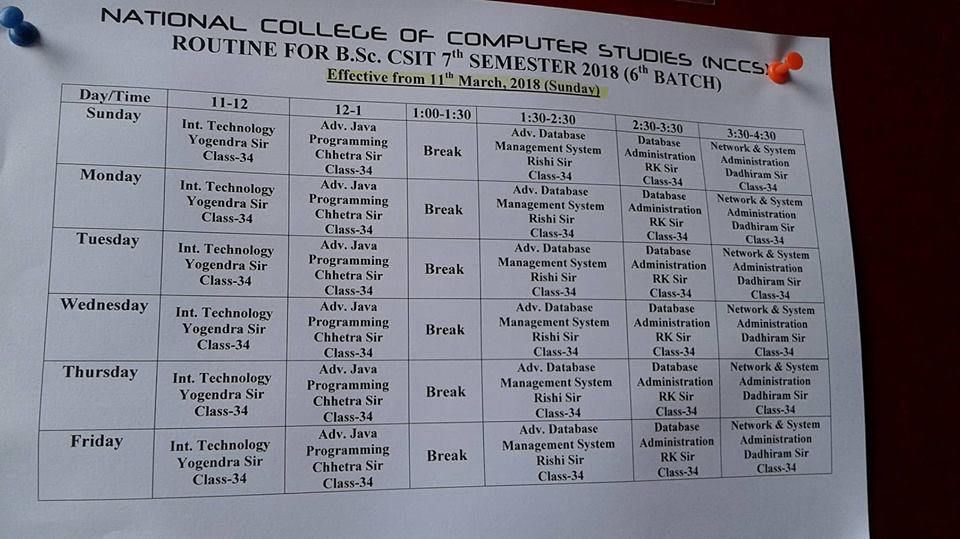 NATIONAL COLLEGE OF COMPUTER STUDIES (NCCS)
ROUTINE FOR B.Sc. CSIT 7th SEMESTER 2018 (6th BATCH)
Effective from 11th March, 2018 (Sunday)
Day/Time 11-12 12-1 1:00-1:30 1:30-2:30 2:30-3:30 3:30-4:30
Sunday Int. Technology Adv. Java Break Adv. Database Database Network & System
Yogendra Sir Programming Management System Administration Administration
Class-34 Chhetra Sir Rishi Sir RK Sir Dadhiram Sir
Class-34 Class-34 Class-34 Class-34
Monday Int. Technology Adv. Java Break Adv. Database Database Network & System
Yogendra Sir Programming Management System Administration Administration
Class-34 Chhetra Sir Rishi Sir RK Sir Dadhiram Sir
Class-34 Class-34 Class-34 Class-34
Tuesday Int. Technology Adv. Java Break Adv. Database Database Network & System
Yogendra Sir Programming Management System Administration Administration
Class-34 Chhetra Sir Rishi Sir RK Sir Dadhiram Sir
Class-34 Class-34 Class-34 Class-34
Wednesday Int. Technology Adv. Java Break Adv. Database Database Network & System
Yogendra Sir Programming Management System Administration Administration
Class-34 Chhetra Sir Rishi Sir RK Sir Dadhiram Sir
Class-34 Class-34 Class-34 Class-34
Thursday Int. Technology Adv. Java Break Adv. Database Database Network & System
Yogendra Sir Programming Management System Administration Administration
Class-34 Chhetra Sir Rishi Sir RK Sir Dadhiram Sir
Class-34 Class-34 Class-34 Class-34
Friday Int. Technology Adv. Java Break Adv. Database Database Network & System
Yogendra Sir Programming Management System Administration Administration
Class-34 Chhetra Sir Rishi Sir RK Sir Dadhiram Sir
Class-34 Class-34 Class-34 Class-34